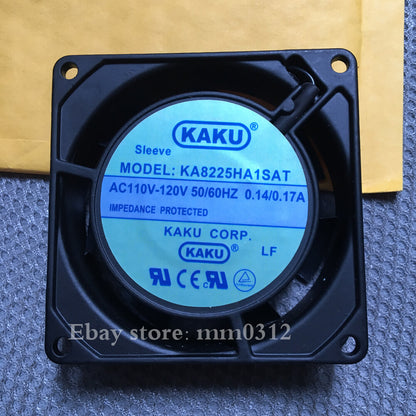 KAKU ®
Sleeve
MODEL: KA8225HA1SAT
AC110V-120V 50/60HZ 0.14/0.17A
IMPEDANCE PROTECTED
KAKU CORP.
KAKU ® LF
Ebay store: mm0312